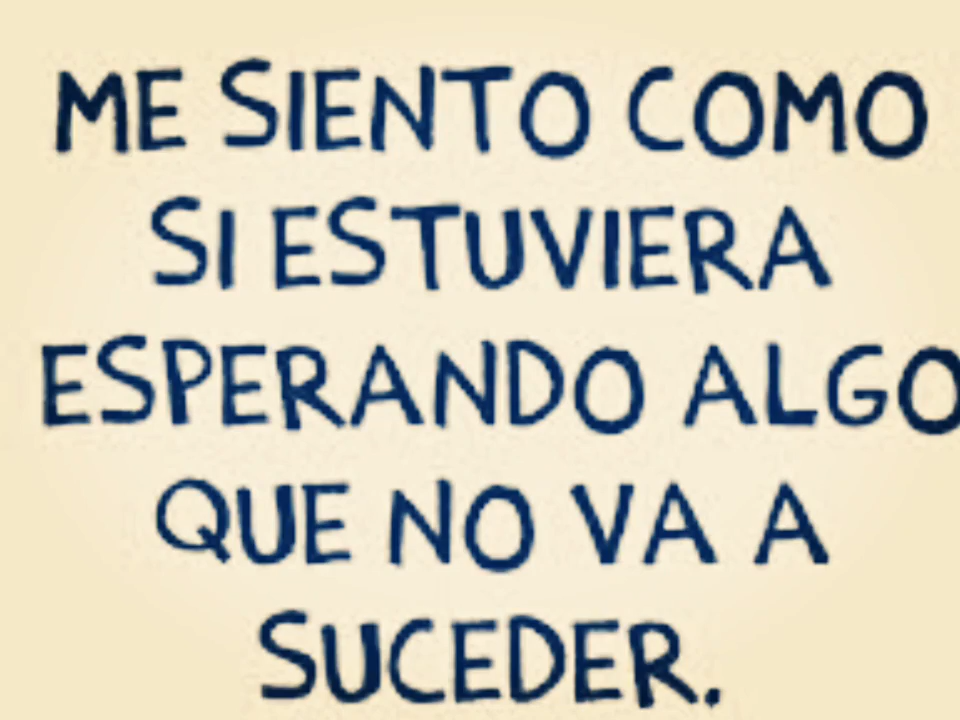 ME SIENTO COMO
SI ESTUVIERA
ESPERANDO ALGO
QUE NO VA A
SUCEDER.